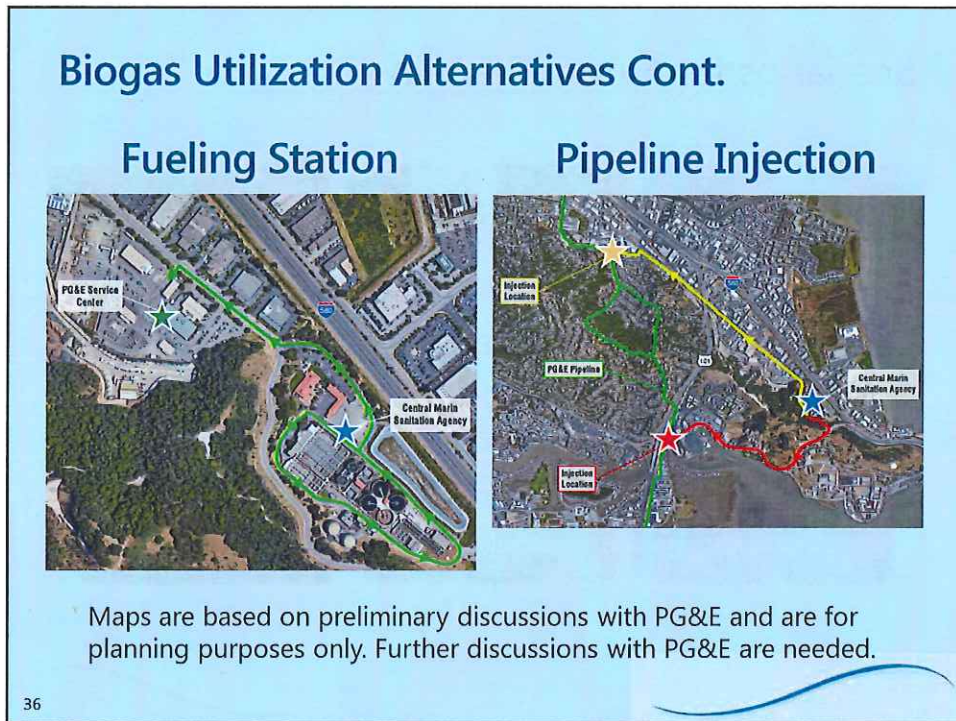 Biogas Utilization Alternatives Cont.
Fueling Station
Pipeline Injection
PG&E Service
Center
580
Central Marin
Sanitation Agency
Injection
Location
580
PG&E Pipeline
101
Central Marin
Sanitation Agency
Injection
Location
Maps are based on preliminary discussions with PG&E and are for
planning purposes only. Further discussions with PG&E are needed.
36